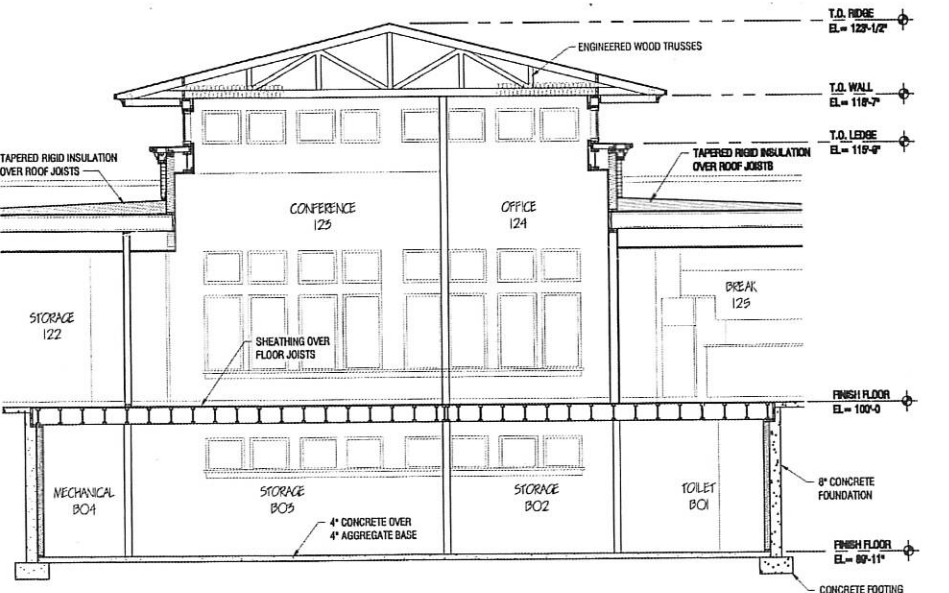 T.O. RIDGE
EL= 123'-1/2"
ENGINEERED WOOD TRUSSES
T.O. WALL
EL= 118'-7"
T.O. LEDGE
TAPERED RIGID INSULATION
OVER ROOF JOISTS
TAPERED RIGID INSULATION
OVER ROOF JOISTS
CONFERENCE
123
OFFICE
124
BREAK
125
STORAGE
122
SHEATHING OVER
FLOOR JOISTS
FINISH FLOOR
EL= 100'-0
8" CONCRETE
FOUNDATION
MECHANICAL
B04
STORAGE
B03
STORAGE
B02
TOILET
B01
4" CONCRETE OVER
4" AGGREGATE BASE
FINISH FLOOR
EL= 89'-11"
CONCRETE FOOTING